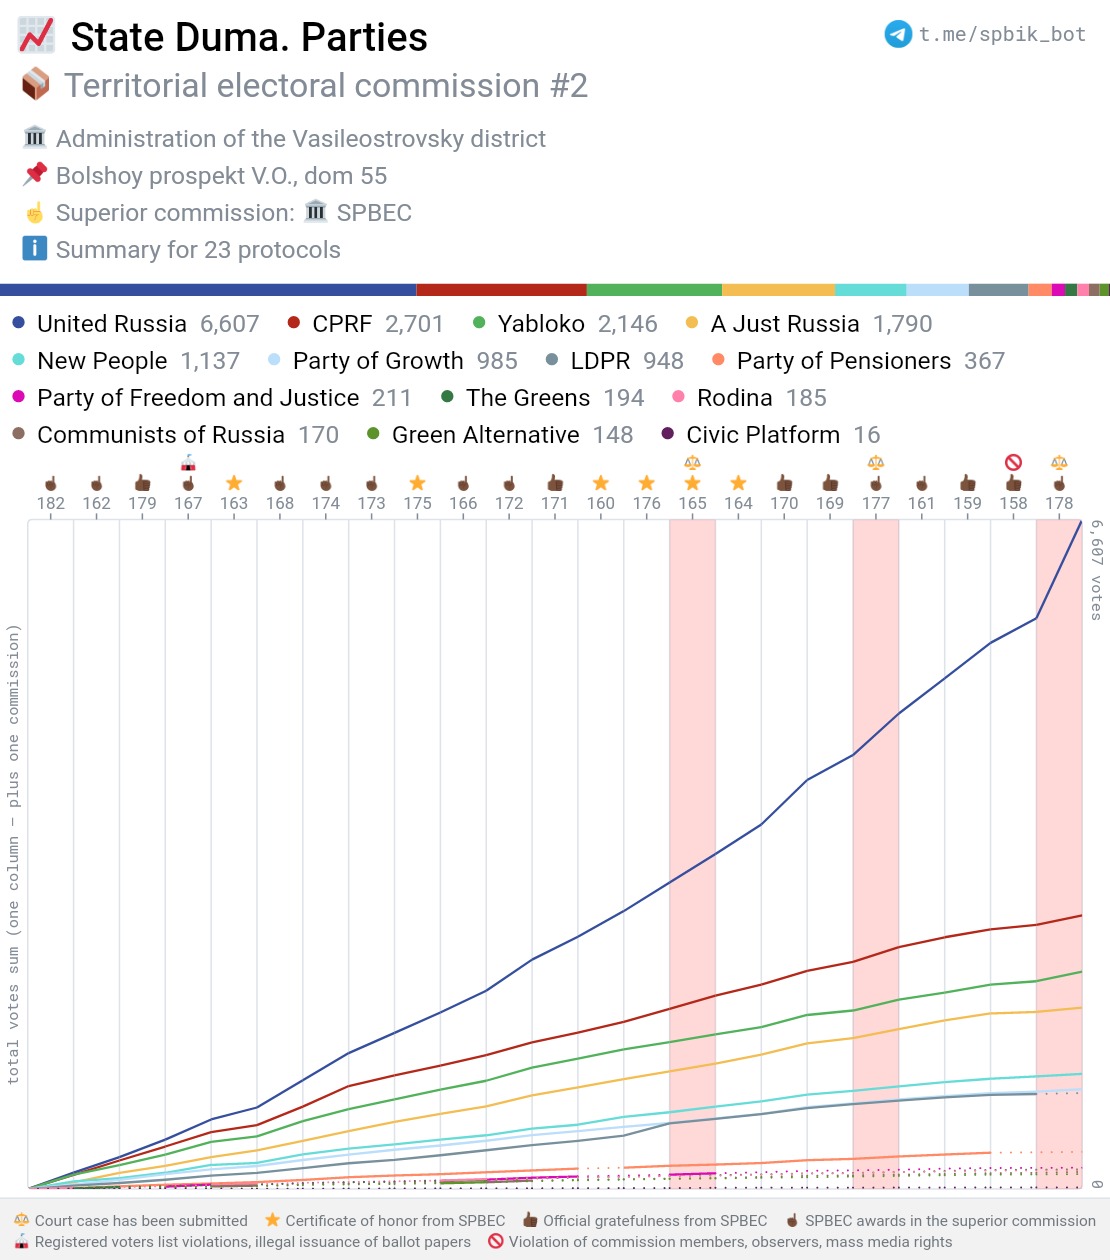 State Duma. Parties
t.me/spbik_bot
Territorial electoral commission #2
Administration of the Vasileostrovsky district
Bolshoy prospekt V.O., dom 55
Superior commission: SPBEC
Summary for 23 protocols
United Russia 6,607 CPRF 2,701 Yabloko 2,146 A Just Russia 1,790
New People 1,137 Party of Growth 985 LDPR 948 Party of Pensioners 367
Party of Freedom and Justice 211 The Greens 194 Rodina 185
Communists of Russia 170 Green Alternative 148 Civic Platform 16
182 162 179 167 163 168 174 173 175 166 172 171 160 176 165 164 170 169 177 161 159 158 178
total votes sum (one column – plus one commission)
6,607 votes
0
Court case has been submitted Certificate of honor from SPBEC Official gratefulness from SPBEC SPBEC awards in the superior commission
Registered voters list violations, illegal issuance of ballot papers Violation of commission members, observers, mass media rights